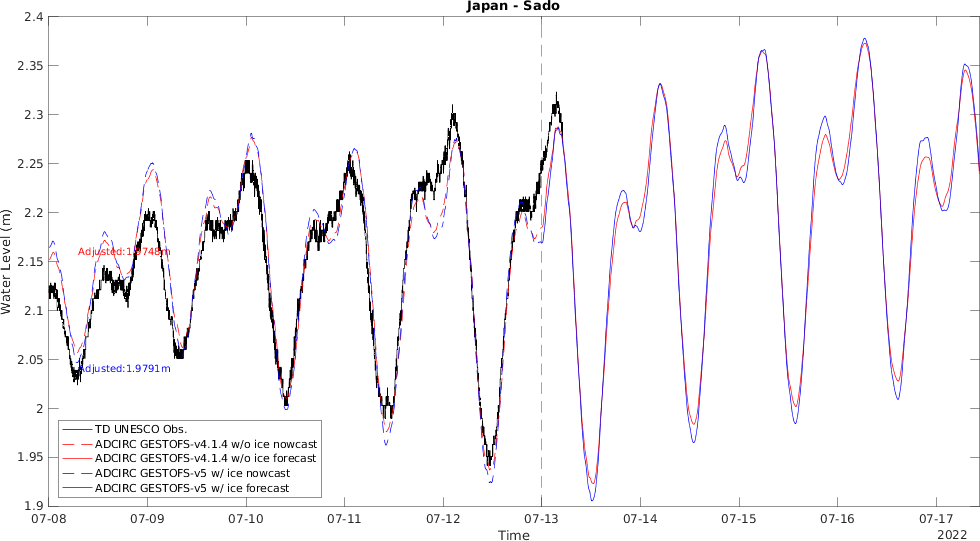 Japan - Sado
2.4
2.35
2.3
2.25
2.2
2.15
2.1
2.05
2
1.95
1.9
Water Level (m)
Adjusted:1.9748m
Adjusted:1.9791m
TD UNESCO Obs.
ADCIRC GESTOFS-v4.1.4 w/o ice nowcast
ADCIRC GESTOFS-v4.1.4 w/o ice forecast
ADCIRC GESTOFS-v5 w/ ice nowcast
ADCIRC GESTOFS-v5 w/ ice forecast
07-08 07-09 07-10 07-11 07-12 07-13 07-14 07-15 07-16 07-17
Time
2022